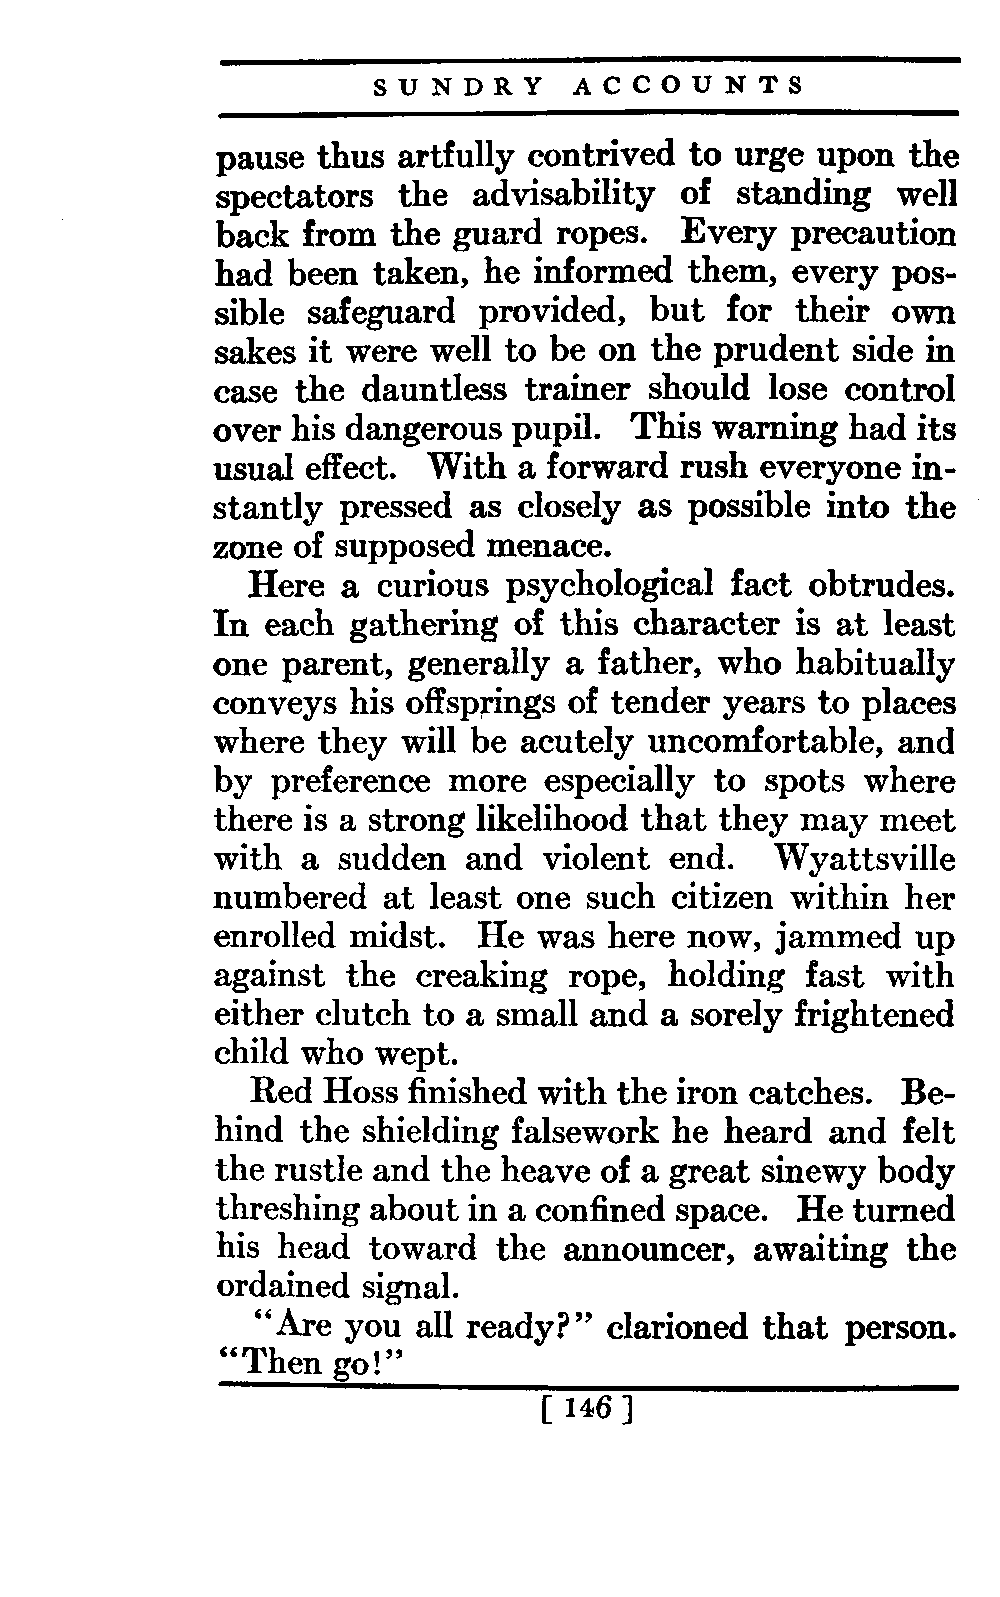 SUNDRY ACCOUNTS
pause thus artfully contrived to urge upon the
spectators the advisability of standing well
back from the guard ropes. Every precaution
had been taken, he informed them, every pos-
sible safeguard provided, but for their own
sakes it were well to be on the prudent side in
case the dauntless trainer should lose control
over his dangerous pupil. This warning had its
usual effect. With a forward rush everyone in-
stantly pressed as closely as possible into the
zone of supposed menace.
Here a curious psychological fact obtrudes.
In each gathering of this character is at least
one parent, generally a father, who habitually
conveys his offsprings of tender years to places
where they will be acutely uncomfortable, and
by preference more especially to spots where
there is a strong likelihood that they may meet
with a sudden and violent end. Wyattsville
numbered at least one such citizen within her
enrolled midst. He was here now, jammed up
against the creaking rope, holding fast with
either clutch to a small and a sorely frightened
child who wept.
Red Hoss finished with the iron catches. Be-
hind the shielding falsework he heard and felt
the rustle and the heave of a great sinewy body
threshing about in a confined space. He turned
his head toward the announcer, awaiting the
ordained signal.
“Are you all ready?” clarioned that person.
“Then go!”
[ 146 ]